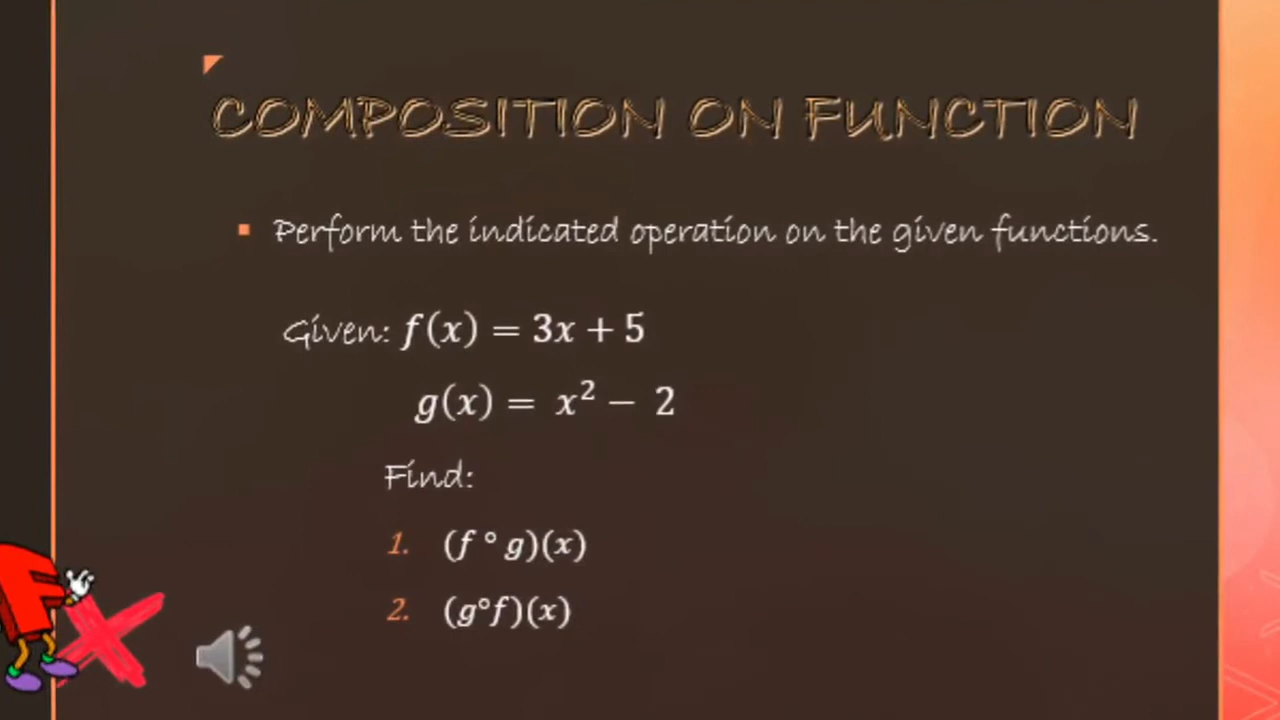 COMPOSITION ON FUNCTION
▪ Perform the indicated operation on the given functions.
Given: f(x) = 3x + 5
g(x) = x² − 2
Find:
1. (f ° g)(x)
2. (g°f)(x)
F